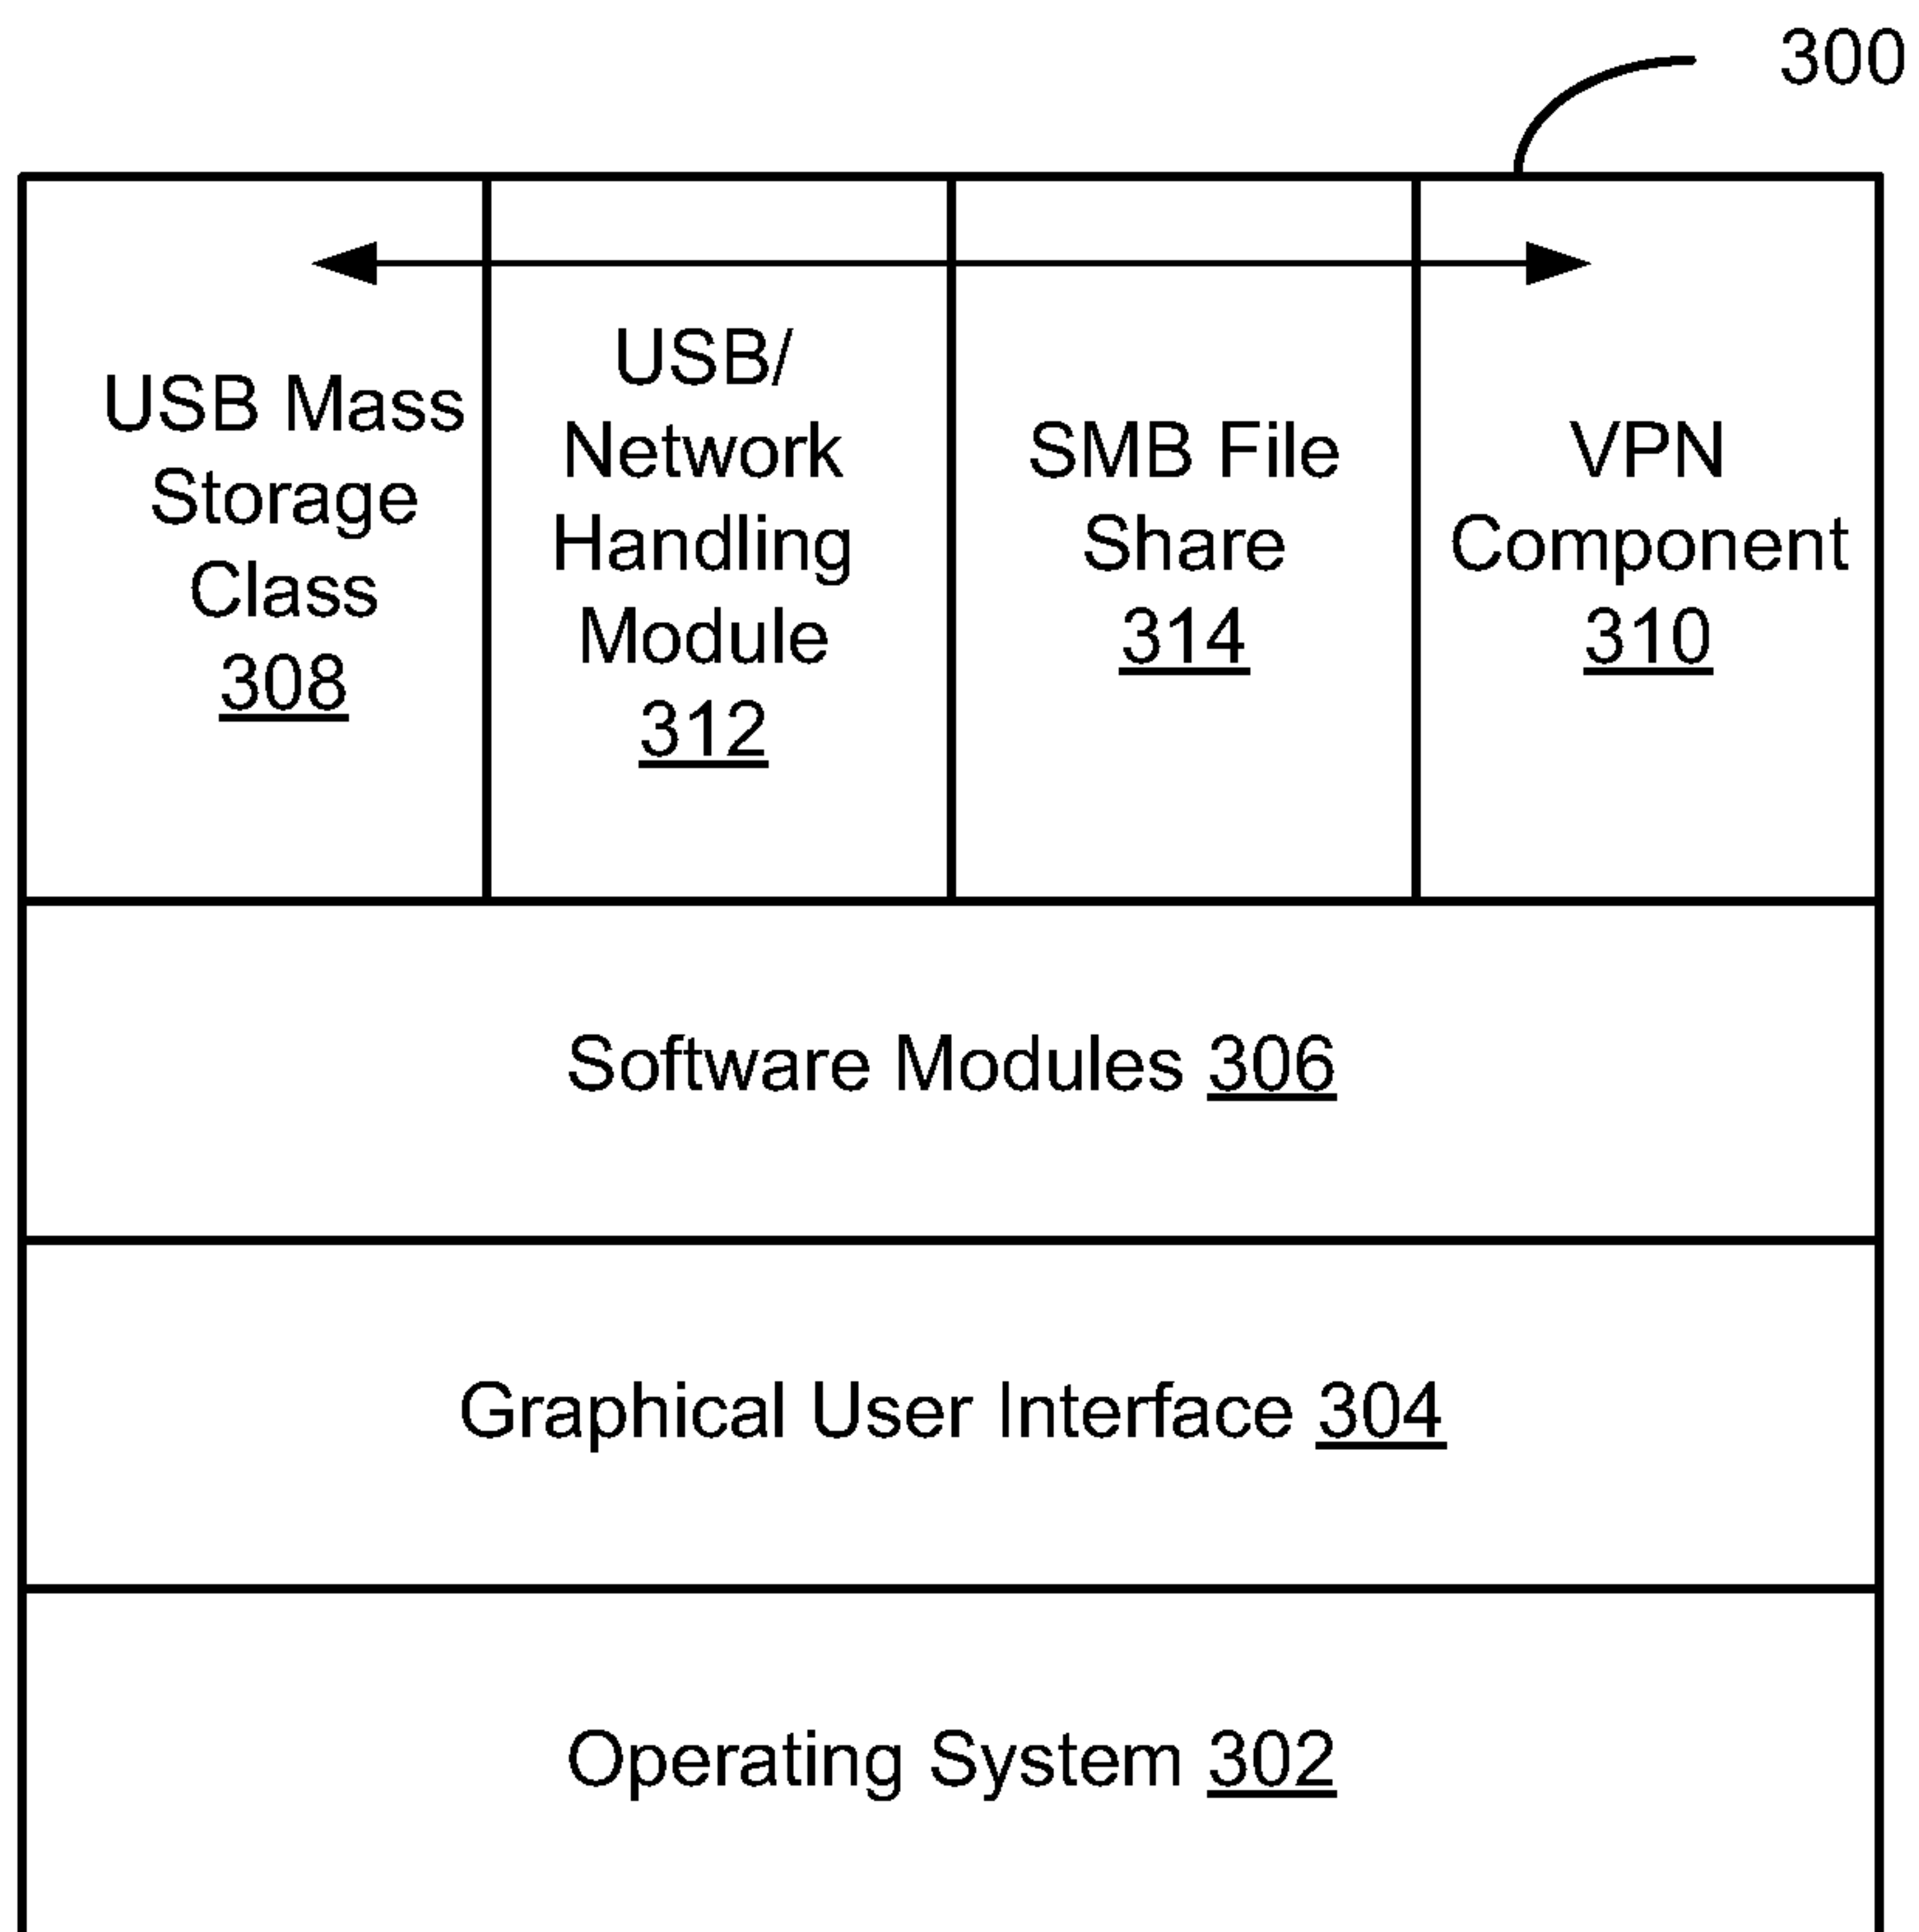 300
USB Mass
Storage
Class
308
USB/
Network
Handling
Module
312
SMB File
Share
314
VPN
Component
310
Software Modules 306
Graphical User Interface 304
Operating System 302